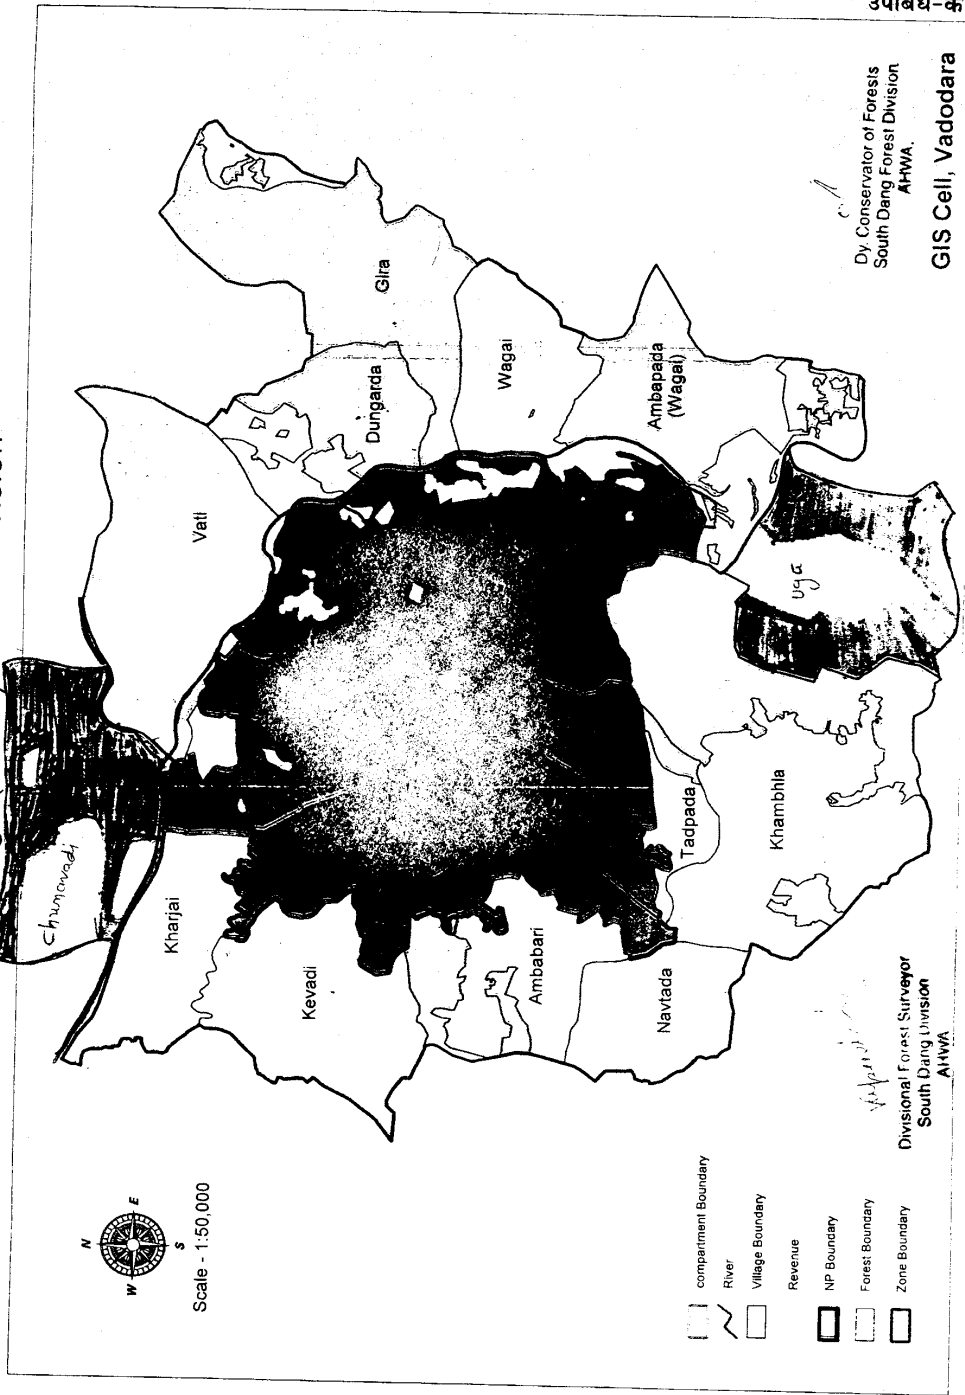 उपाबंध-क
N
W
E
S
Scale - 1:50,000
Chunavadi
Kharjai
Vati
Kevadi
Dungarda
Gira
Wagai
Ambabari
Ambapada
(Wagai)
Navtada
Tadpada
Khambhla
uga
compartment Boundary
River
Village Boundary
Revenue
NP Boundary
Forest Boundary
Zone Boundary
Divisional Forest Surveyor
South Dang Division
AHWA
Dy. Conservator of Forests
South Dang Forest Division
AHWA.
GIS Cell, Vadodara